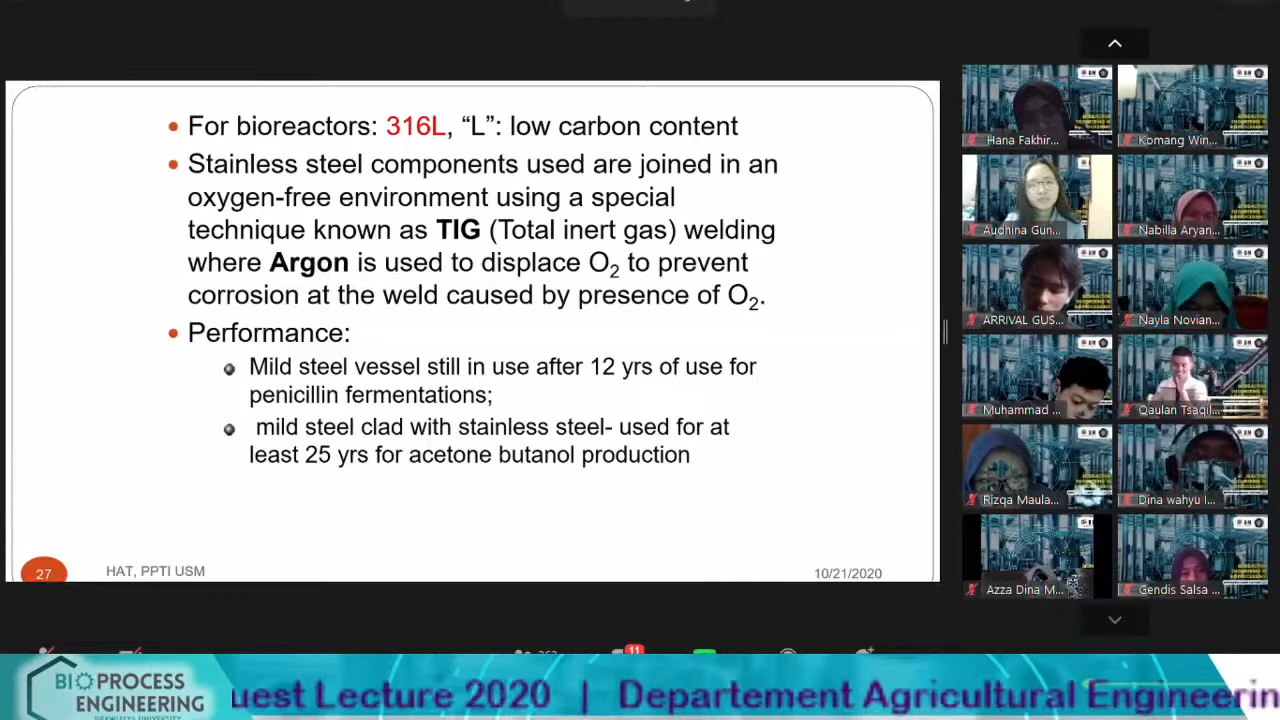 • For bioreactors: 316L, “L”: low carbon content
• Stainless steel components used are joined in an
oxygen-free environment using a special
technique known as TIG (Total inert gas) welding
where Argon is used to displace O2 to prevent
corrosion at the weld caused by presence of O2.
• Performance:
Mild steel vessel still in use after 12 yrs of use for
penicillin fermentations;
mild steel clad with stainless steel- used for at
least 25 yrs for acetone butanol production
27
HAT, PPTI USM
10/21/2020
Hana Fakhir...
Komang Win...
Audhina Gun...
Nabilla Aryan...
ARRIVAL GUS...
Nayla Novian...
Muhammad ...
Qaulan Tsaqil...
Rizqa Maula...
Dina wahyu I...
Azza Dina M...
Gendis Salsa ...
11
BIOPROCESS
ENGINEERING
uest Lecture 2020 | Departement Agricultural Engineerin